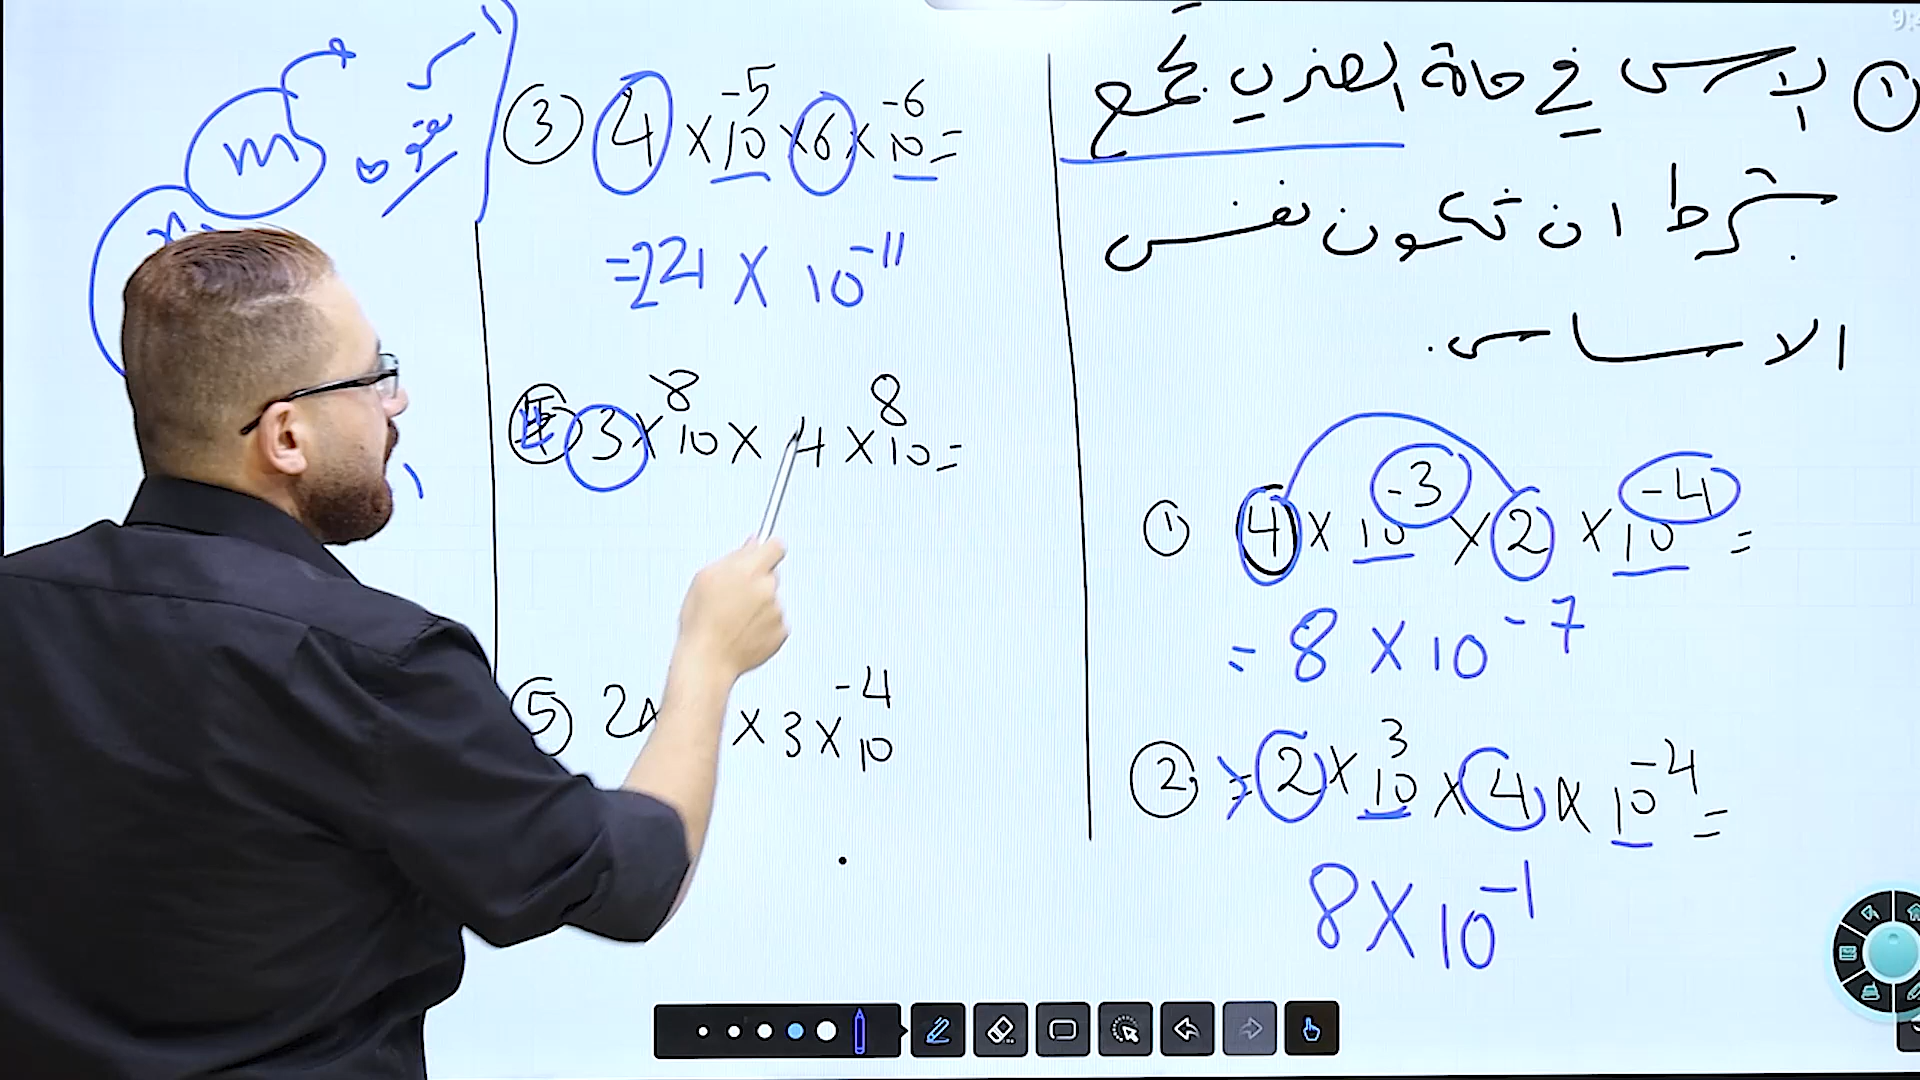 ① الاسس في حالة الضرب تجمع
بشرط ان تكون نفس
الاساس.
① 4 × 10⁻³ × 2 × 10⁻⁴ =
= 8 × 10⁻⁷
② = 2 × 10³ × 4 × 10⁻⁴ =
8 × 10⁻¹
③ 4 × 10⁻⁵ × 6 × 10⁻⁶ =
= 24 × 10⁻¹¹
④ 3 × 10⁸ × 4 × 10⁸ =
⑤ 2 × 3 × 10⁻⁴
m